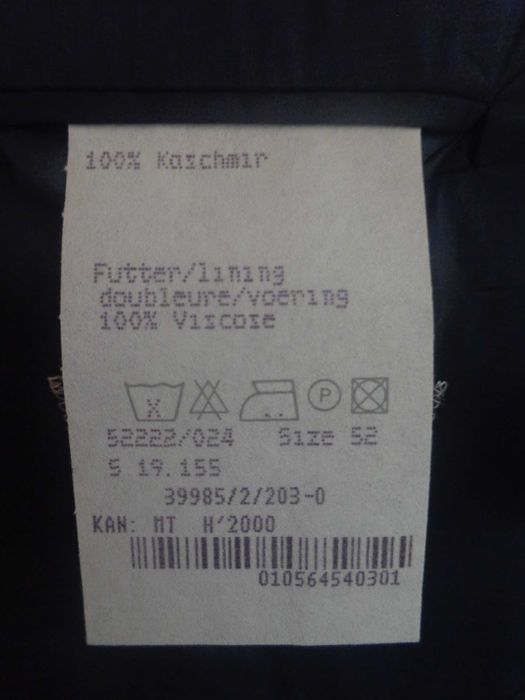 100% Kaschmir
Futter/lining
doubleure/voering
100% Viscose
X
P
52222/024 Size 52
S 19.155
39985/2/203-0
KAN: MT H'2000
010564540301